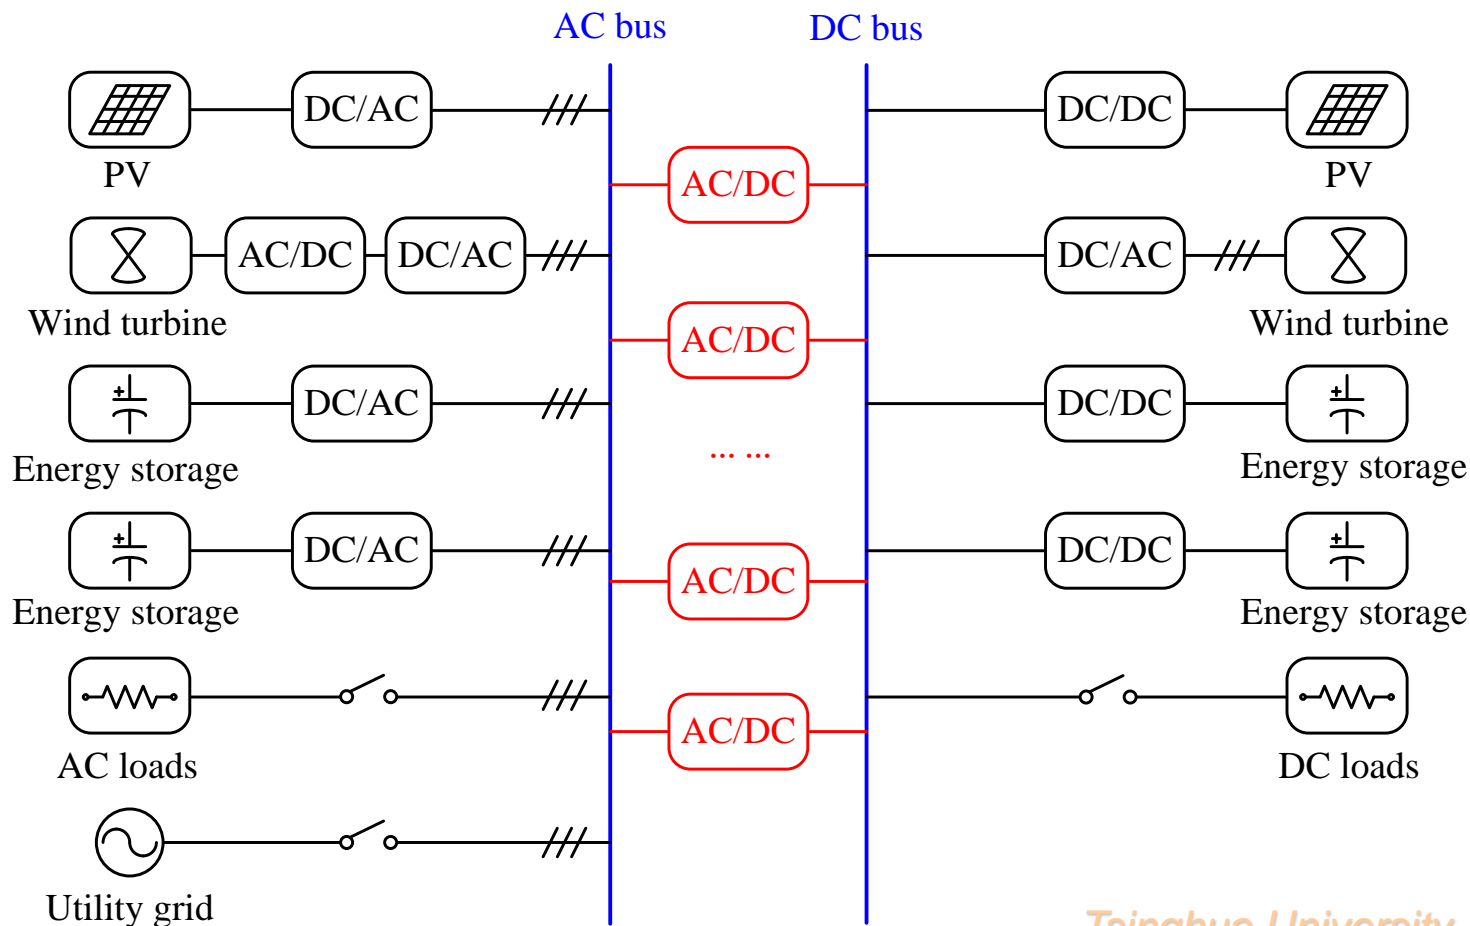 AC bus
DC bus
DC/AC
DC/DC
PV
AC/DC
PV
AC/DC
DC/AC
DC/AC
Wind turbine
AC/DC
Wind turbine
DC/AC
DC/DC
Energy storage
... ...
Energy storage
DC/AC
DC/DC
Energy storage
AC/DC
Energy storage
AC loads
AC/DC
DC loads
Utility grid
Tsinghua University